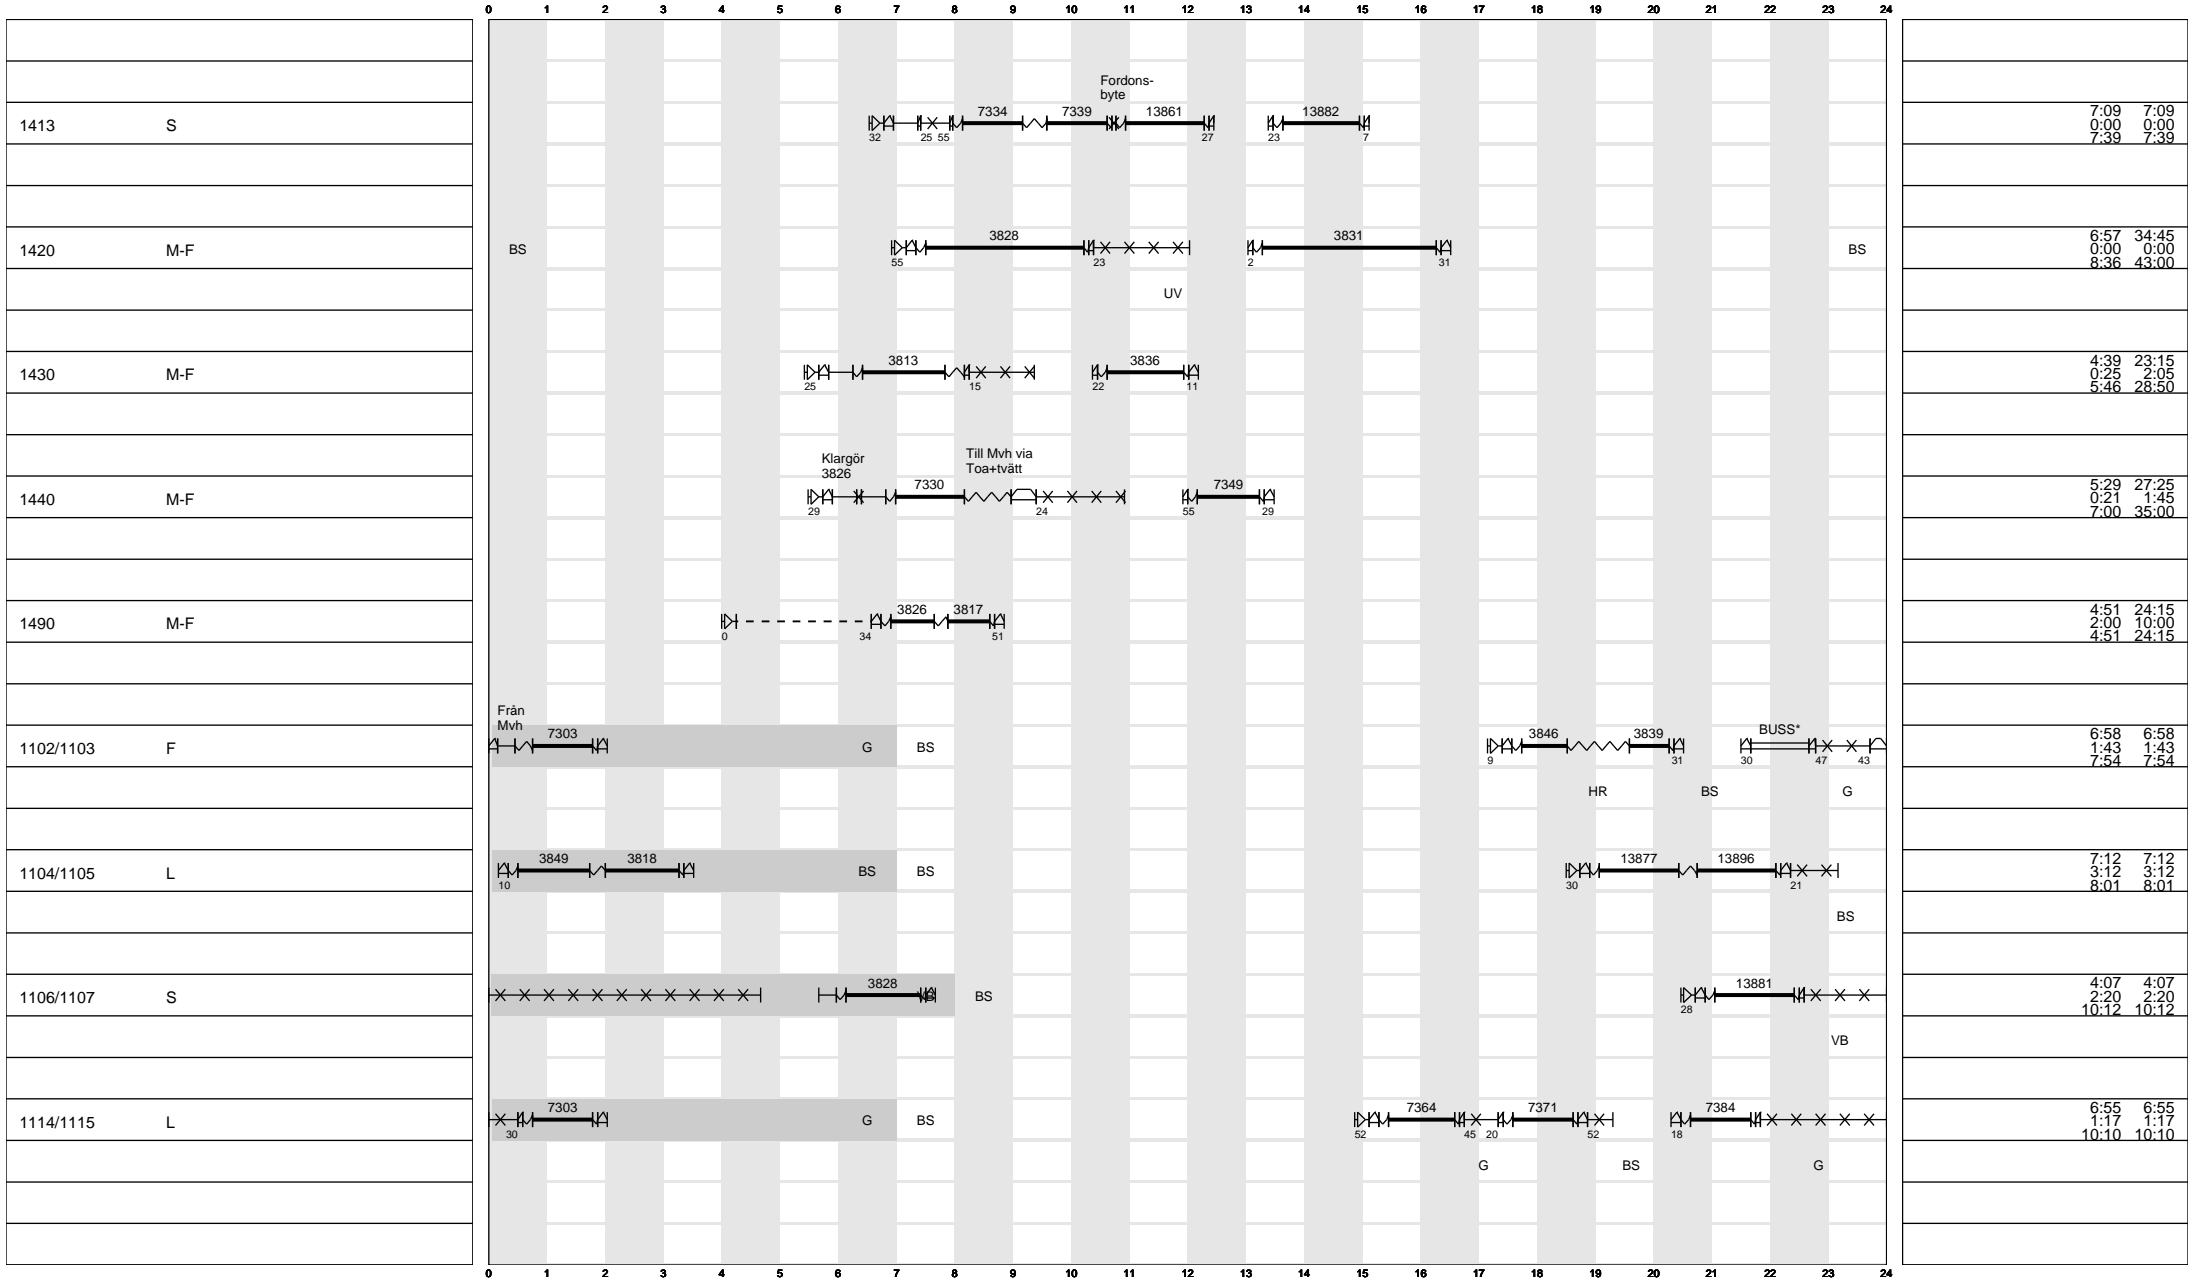 0 1 2 3 4 5 6 7 8 9 10 11 12 13 14 15 16 17 18 19 20 21 22 23 24
Fordons-
byte
7334 7339 13861 13882
1413 S 7:09 7:09
0:00 0:00
7:39 7:39
32 25 55 27 23 7
3828 3831
1420 M-F BS BS 6:57 34:45
0:00 0:00
8:36 43:00
55 23 2 31
UV
3813 3836
1430 M-F 4:39 23:15
0:25 2:05
5:46 28:50
25 15 22 11
Klargör
3826
Till Mvh via
Toa+tvätt
7330 7349
1440 M-F 5:29 27:25
0:21 1:45
7:00 35:00
29 24 55 29
3826 3817
1490 M-F 4:51 24:15
2:00 10:00
4:51 24:15
0 34 51
Från
Mvh
7303 3846 3839 BUSS*
1102/1103 F G BS 6:58 6:58
1:43 1:43
7:54 7:54
9 31 30 47 43
HR BS G
3849 3818 13877 13896
1104/1105 L BS BS 7:12 7:12
3:12 3:12
8:01 8:01
10 30 21
BS
3828 13881
1106/1107 S G BS 4:07 4:07
2:20 2:20
10:12 10:12
28
VB
7303 7364 7371 7384
1114/1115 L G BS 6:55 6:55
1:17 1:17
10:10 10:10
30 52 45 20 52 18
G BS G
0 1 2 3 4 5 6 7 8 9 10 11 12 13 14 15 16 17 18 19 20 21 22 23 24